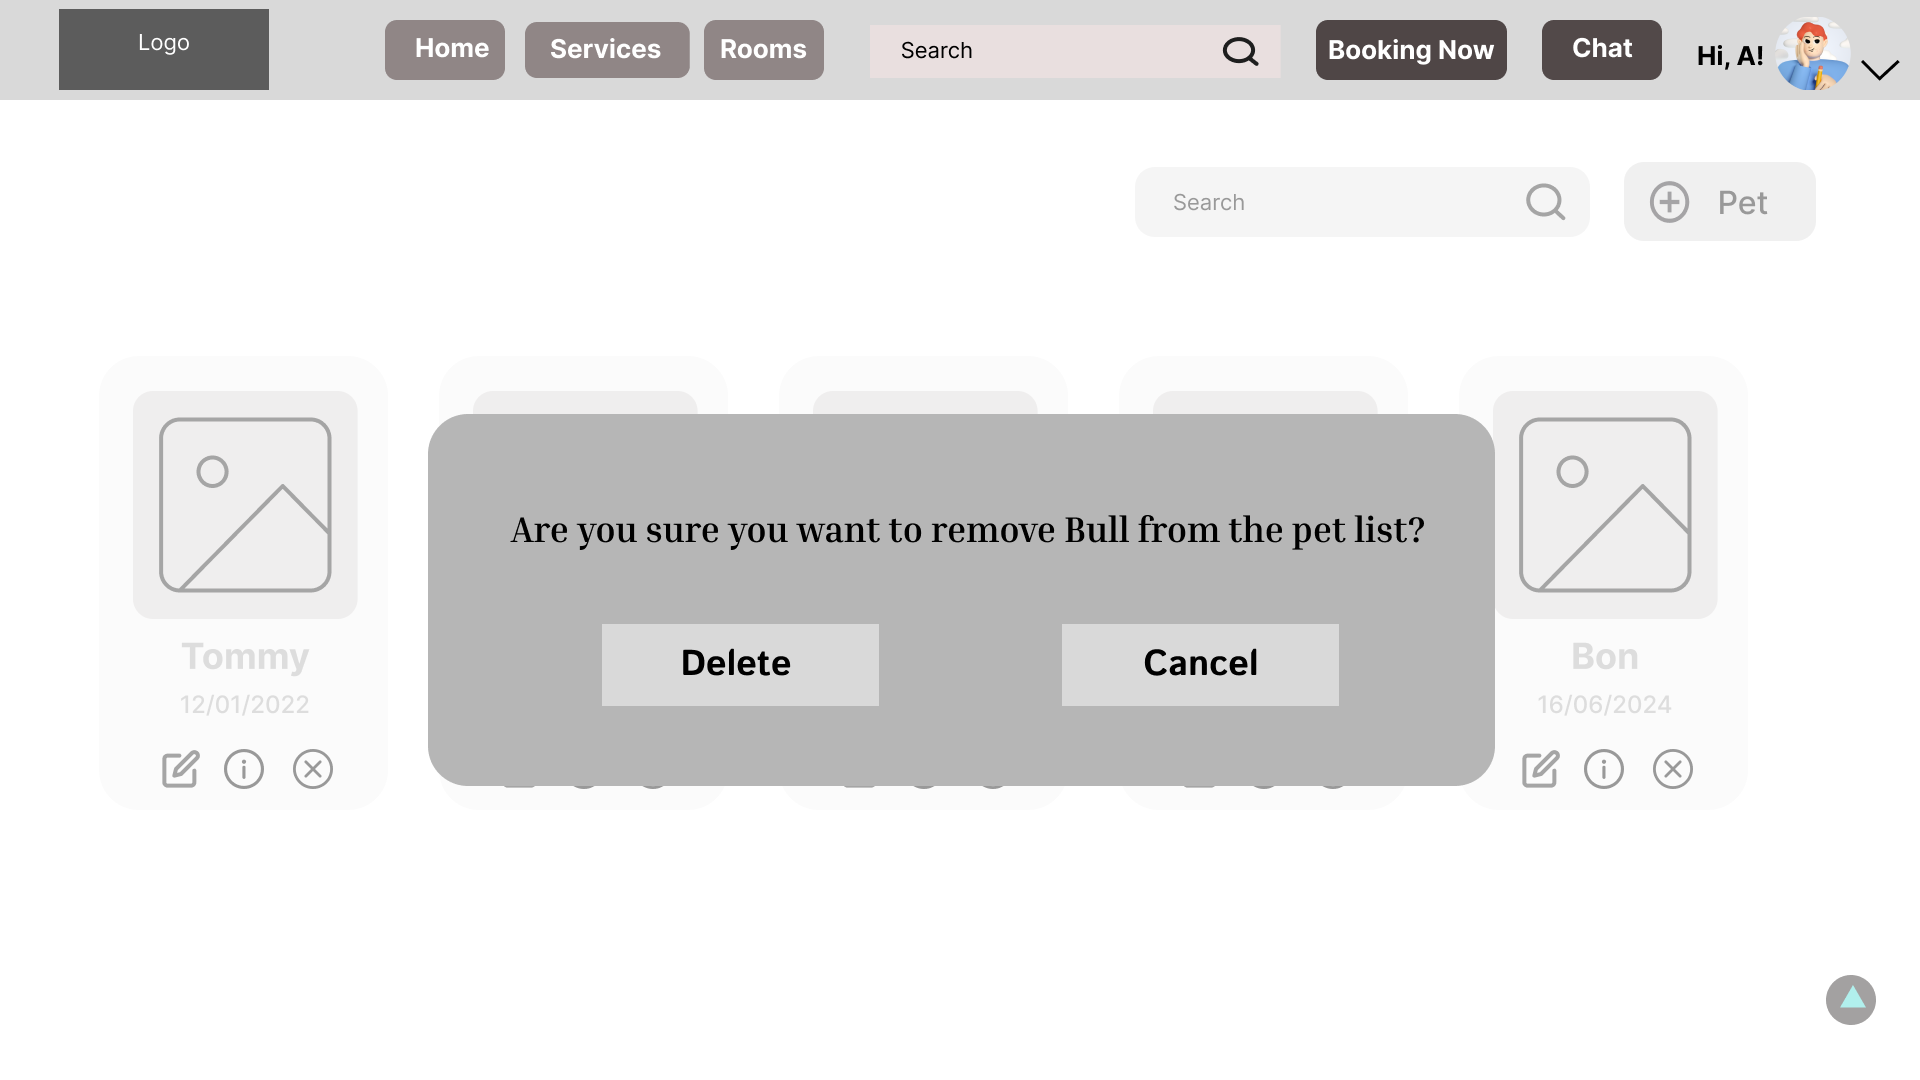 Logo
Home
Services
Rooms
Search
Booking Now
Chat
Hi, A!
Search
Pet
Are you sure you want to remove Bull from the pet list?
Delete
Cancel
Tommy
12/01/2022
Bon
16/06/2024